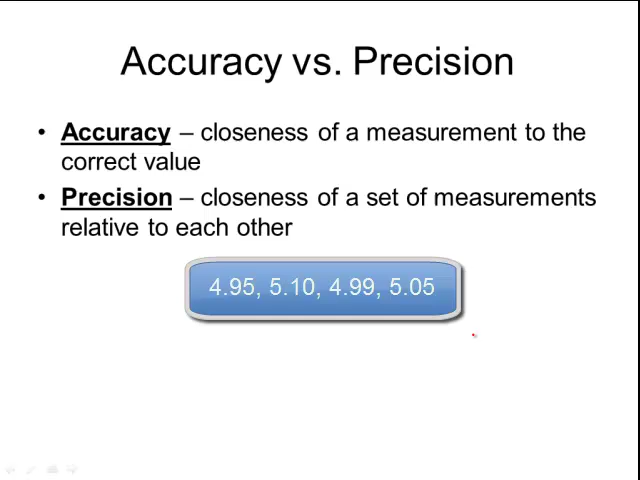 Accuracy vs. Precision
• Accuracy – closeness of a measurement to the
correct value
• Precision – closeness of a set of measurements
relative to each other
4.95, 5.10, 4.99, 5.05